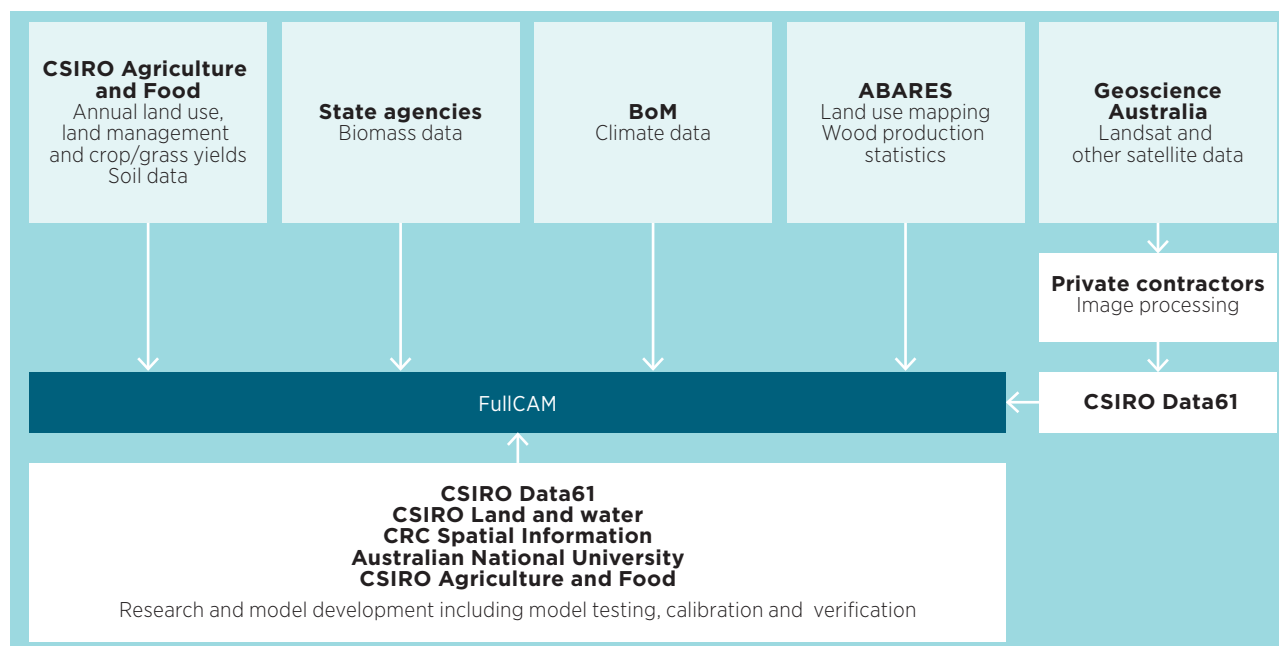 CSIRO Agriculture
and Food
Annual land use,
land management
and crop/grass yields
Soil data
State agencies
Biomass data
BoM
Climate data
ABARES
Land use mapping
Wood production
statistics
Geoscience
Australia
Landsat and
other satellite data
Private contractors
Image processing
FullCAM
CSIRO Data61
CSIRO Data61
CSIRO Land and water
CRC Spatial Information
Australian National University
CSIRO Agriculture and Food
Research and model development including model testing, calibration and verification